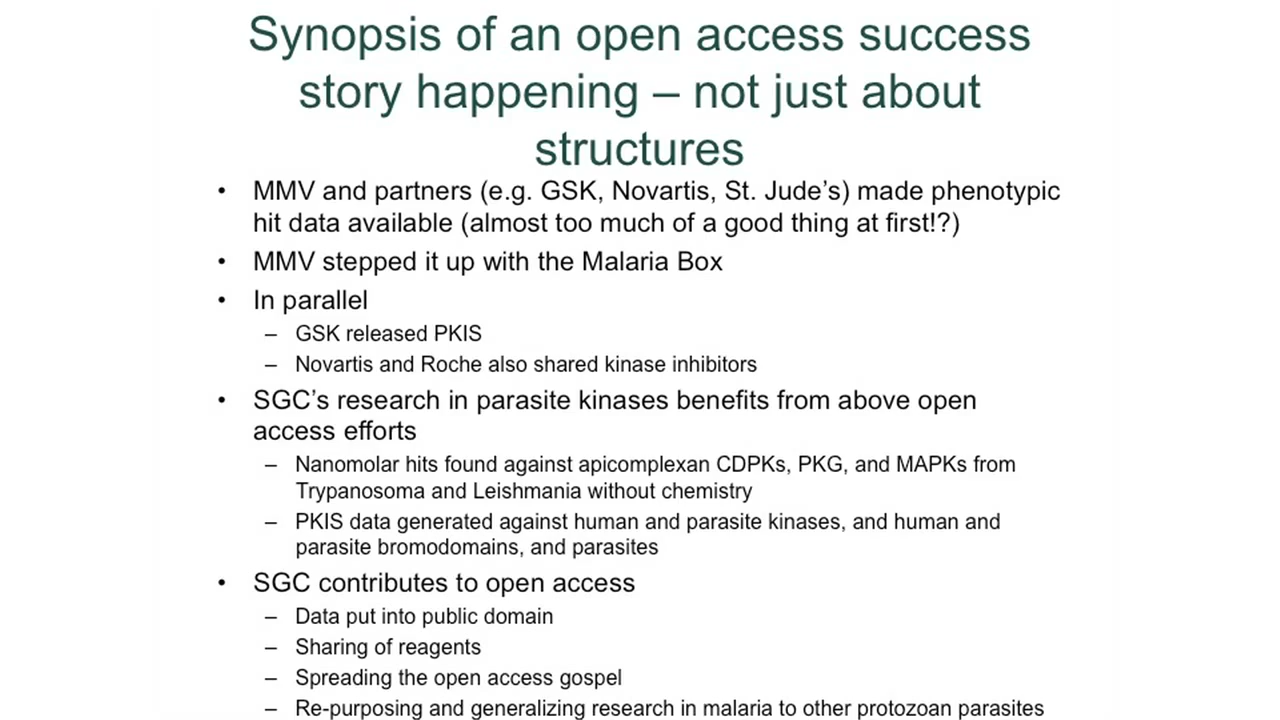 Synopsis of an open access success
story happening – not just about
structures
• MMV and partners (e.g. GSK, Novartis, St. Jude's) made phenotypic
hit data available (almost too much of a good thing at first!?)
• MMV stepped it up with the Malaria Box
• In parallel
– GSK released PKIS
– Novartis and Roche also shared kinase inhibitors
• SGC's research in parasite kinases benefits from above open
access efforts
– Nanomolar hits found against apicomplexan CDPKs, PKG, and MAPKs from
Trypanosoma and Leishmania without chemistry
– PKIS data generated against human and parasite kinases, and human and
parasite bromodomains, and parasites
• SGC contributes to open access
– Data put into public domain
– Sharing of reagents
– Spreading the open access gospel
– Re-purposing and generalizing research in malaria to other protozoan parasites